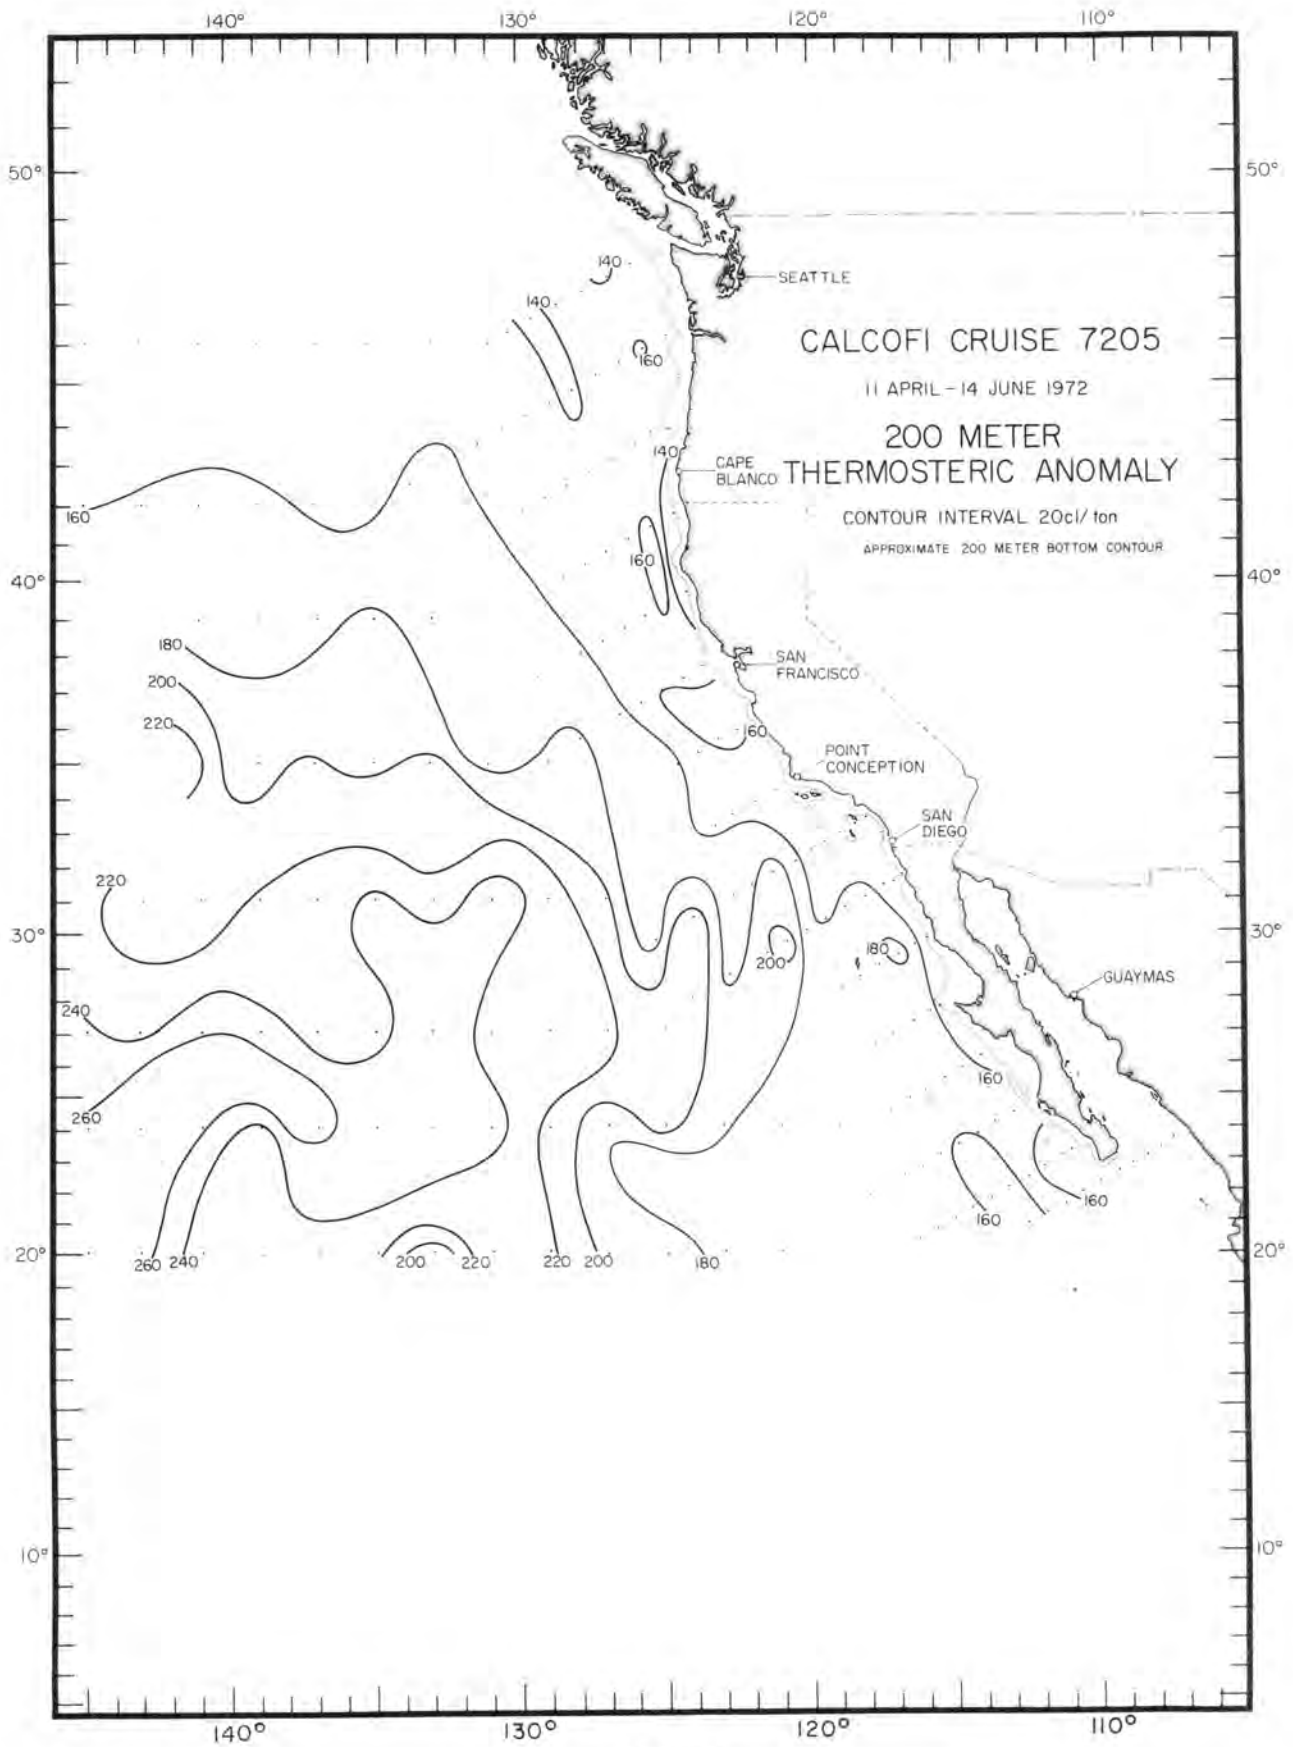 140° 130° 120° 110°
50° 50°
140
SEATTLE
140
CALCOFI CRUISE 7205
160
11 APRIL - 14 JUNE 1972
200 METER
140
CAPE
BLANCO
THERMOSTERIC ANOMALY
160
CONTOUR INTERVAL 20cl/ton
APPROXIMATE 200 METER BOTTOM CONTOUR
160
40° 40°
180
SAN
FRANCISCO
200
220
160
POINT
CONCEPTION
SAN
DIEGO
220
30° 30°
180
200
GUAYMAS
240
160
260
160
160
20° 20°
260 240 200 220 220 200 180
10° 10°
140° 130° 120° 110°